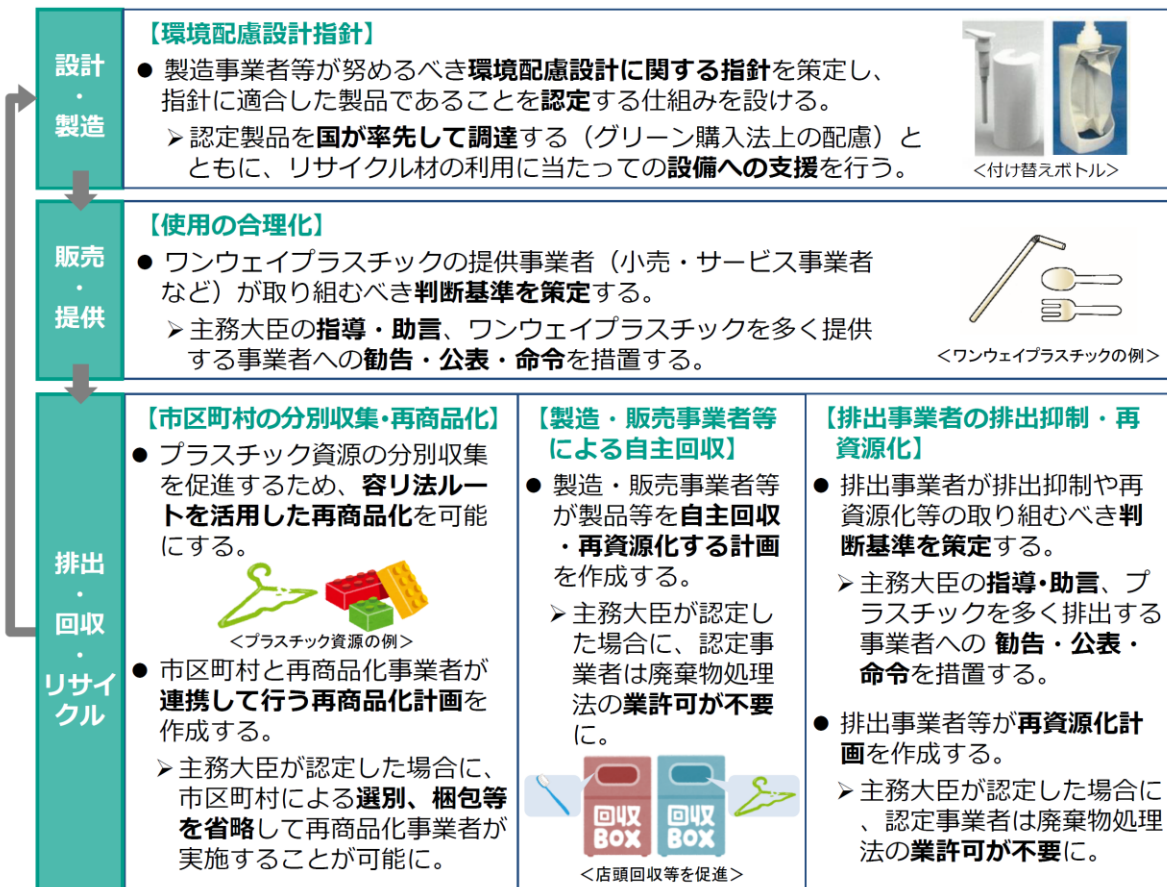 設計
・
製造
【環境配慮設計指針】
● 製造事業者等が努めるべき環境配慮設計に関する指針を策定し、
指針に適合した製品であることを認定する仕組みを設ける。
➢認定製品を国が率先して調達する（グリーン購入法上の配慮）と
ともに、リサイクル材の利用に当たっての設備への支援を行う。
＜付け替えボトル＞
販売
・
提供
【使用の合理化】
● ワンウェイプラスチックの提供事業者（小売・サービス事業者
など）が取り組むべき判断基準を策定する。
➢主務大臣の指導・助言、ワンウェイプラスチックを多く提供
する事業者への勧告・公表・命令を措置する。
＜ワンウェイプラスチックの例＞
排出
・
回収
・
リサイ
クル
【市区町村の分別収集・再商品化】
● プラスチック資源の分別収集
を促進するため、容リ法ルー
トを活用した再商品化を可能
にする。
＜プラスチック資源の例＞
● 市区町村と再商品化事業者が
連携して行う再商品化計画を
作成する。
➢主務大臣が認定した場合に、
市区町村による選別、梱包等
を省略して再商品化事業者が
実施することが可能に。
【製造・販売事業者等
による自主回収】
● 製造・販売事業者等
が製品等を自主回収
・再資源化する計画
を作成する。
➢主務大臣が認定し
た場合に、認定事
業者は廃棄物処理
法の業許可が不要
に。
回収
BOX
回収
BOX
＜店頭回収等を促進＞
【排出事業者の排出抑制・再
資源化】
● 排出事業者が排出抑制や再
資源化等の取り組むべき判
断基準を策定する。
➢主務大臣の指導・助言、プ
ラスチックを多く排出する
事業者への 勧告・公表・
命令を措置する。
● 排出事業者等が再資源化計
画を作成する。
➢主務大臣が認定した場合に
、認定事業者は廃棄物処理
法の業許可が不要に。